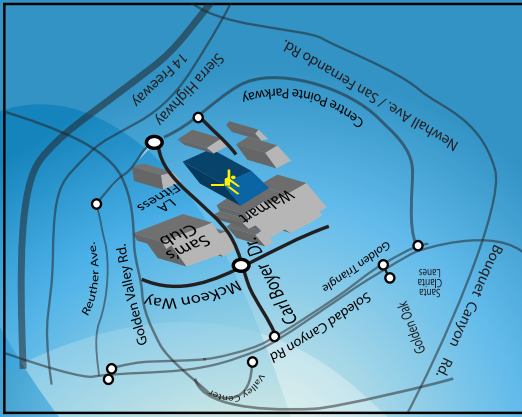 14 Freeway
Sierra Highway
Newhall Ave. / San Fernando Rd.
Centre Pointe Parkway
LA
Fitness
Walmart
Sam's
Club
Reuther Ave.
Golden Valley Rd.
McKeon Way
Carl Boyer Dr.
Golden Triangle
Soledad Canyon Rd
Santa
Clarita
Lanes
Golden Oak
Bouquet Canyon Rd.
Valley Center